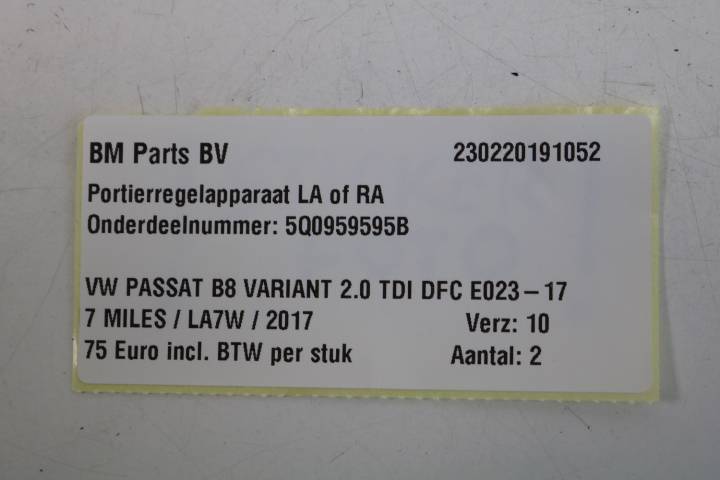 BM Parts BV 230220191052
Portierregelapparaat LA of RA
Onderdeelnummer: 5Q0959595B
VW PASSAT B8 VARIANT 2.0 TDI DFC E023-17
7 MILES / LA7W / 2017 Verz: 10
75 Euro incl. BTW per stuk Aantal: 2